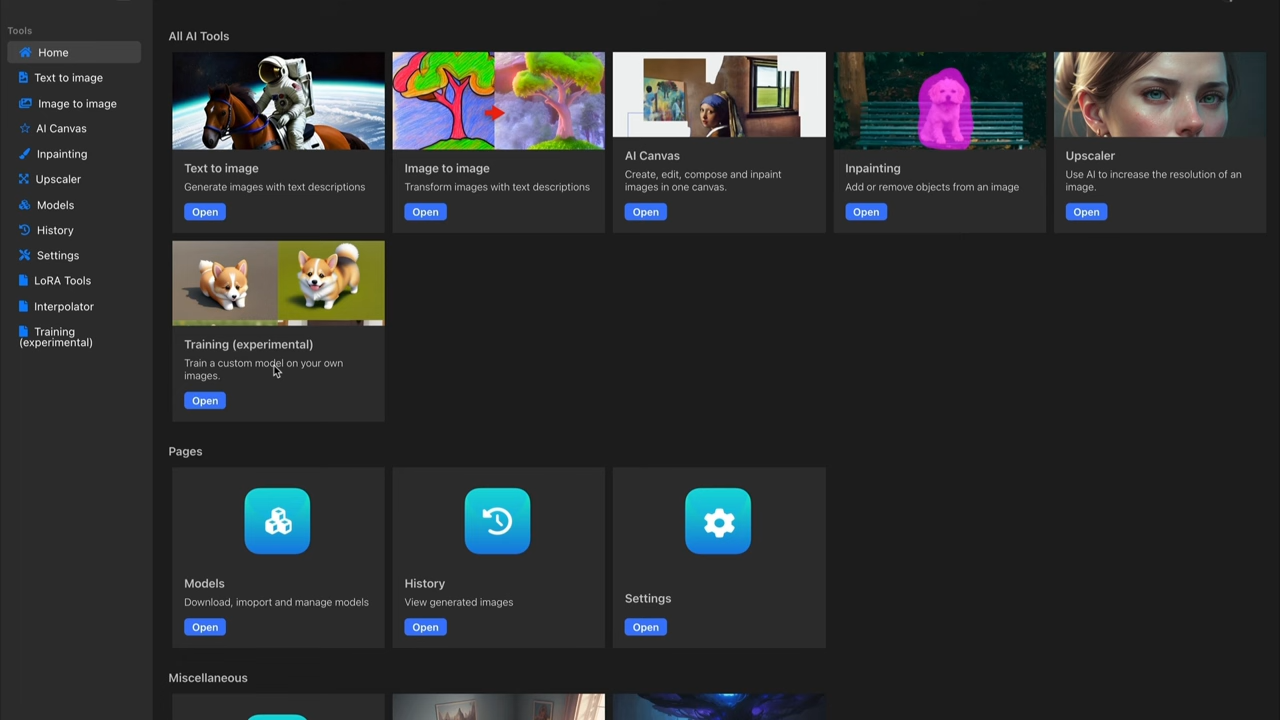 Tools
Home
Text to image
Image to image
AI Canvas
Inpainting
Upscaler
Models
History
Settings
LoRA Tools
Interpolator
Training
(experimental)
All AI Tools
Text to image
Generate images with text descriptions
Open
Image to image
Transform images with text descriptions
Open
AI Canvas
Create, edit, compose and inpaint
images in one canvas.
Open
Inpainting
Add or remove objects from an image
Open
Upscaler
Use AI to increase the resolution of an
image.
Open
Training (experimental)
Train a custom model on your own
images.
Open
Pages
Models
Download, imoport and manage models
Open
History
View generated images
Open
Settings
Open
Miscellaneous